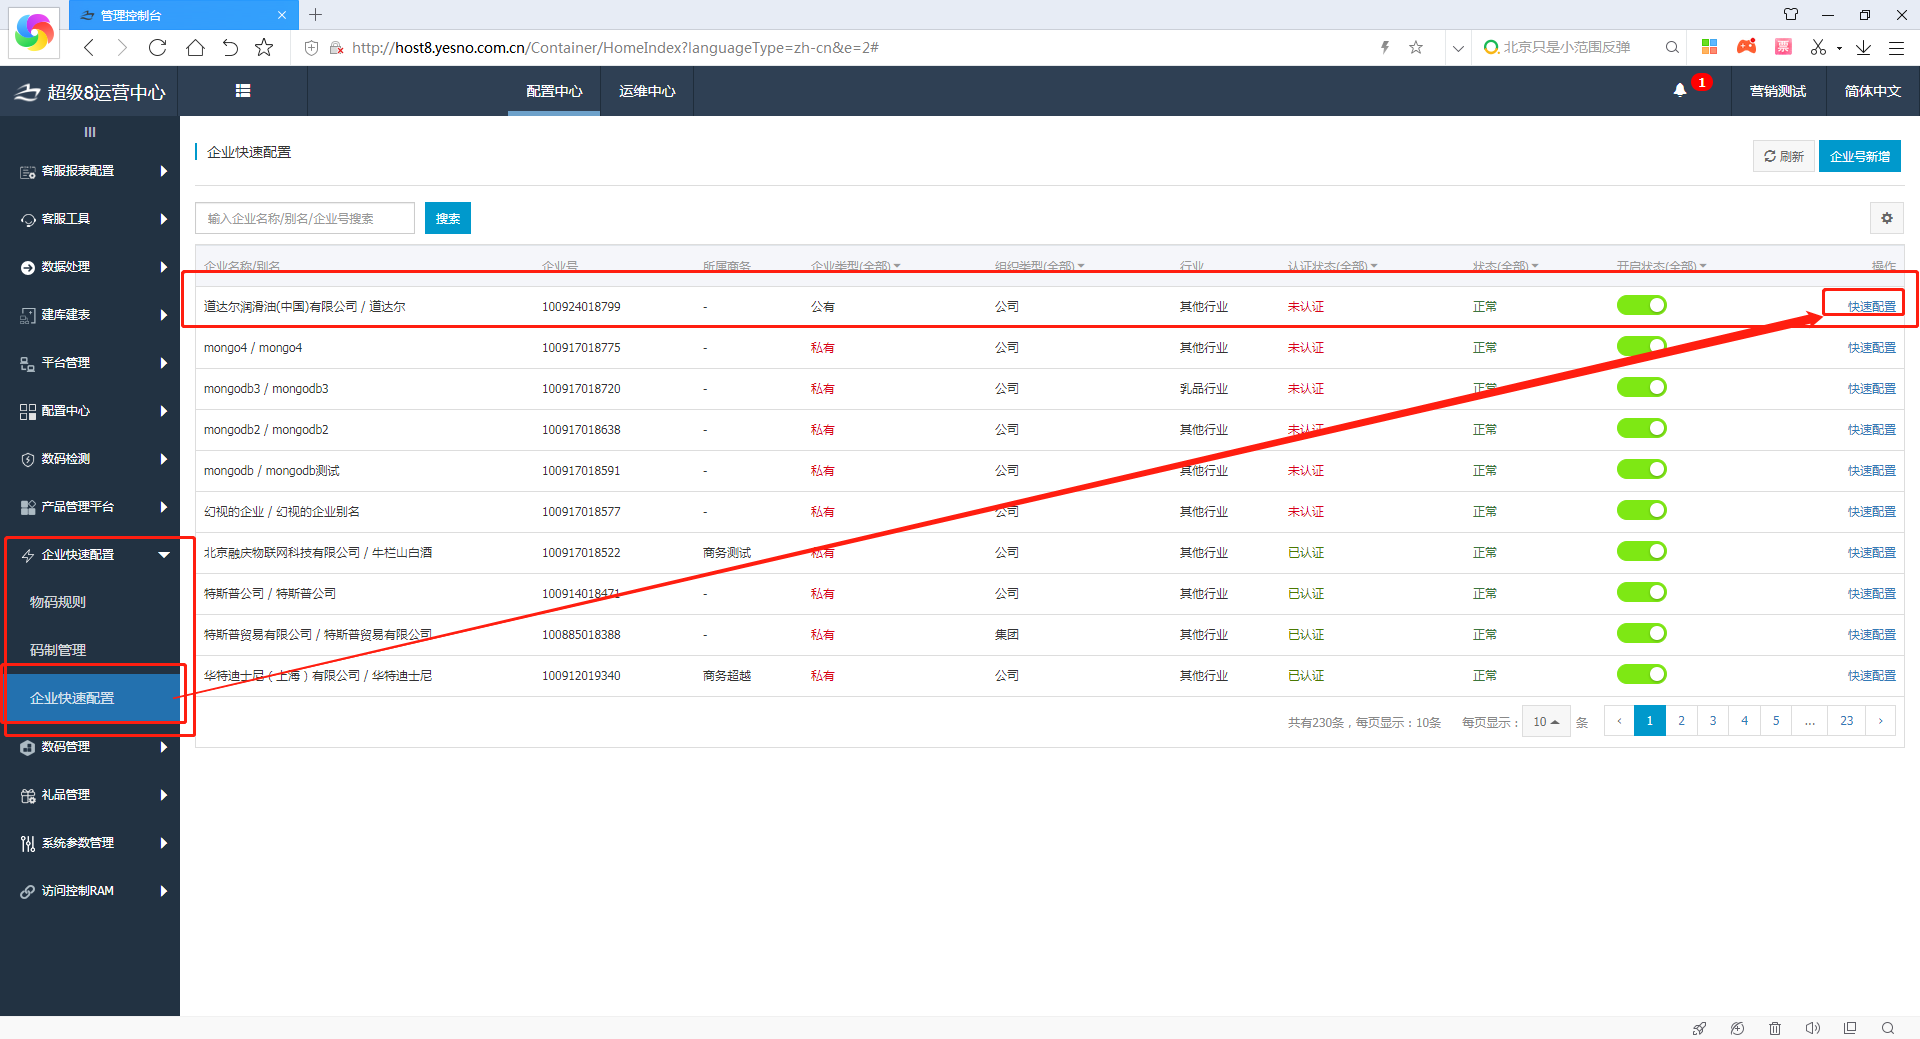 管理控制台
http://host8.yesno.com.cn/Container/HomeIndex?languageType=zh-cn&e=2#
北京只是小范围反弹
票
超级8运营中心
配置中心
运维中心
1
营销测试
简体中文
客服报表配置
客服工具
数据处理
建库建表
平台管理
配置中心
数码检测
产品管理平台
企业快速配置
物码规则
码制管理
企业快速配置
数码管理
礼品管理
系统参数管理
访问控制RAM
企业快速配置
刷新
企业号新增
输入企业名称/别名/企业号搜索
搜索
企业名称/别名 企业号 所属商务 企业类型(全部) 组织类型(全部) 行业 认证状态(全部) 状态(全部) 开启状态(全部) 操作
道达尔润滑油(中国)有限公司 / 道达尔 100924018799 - 公有 公司 其他行业 未认证 正常 快速配置
mongo4 / mongo4 100917018775 - 私有 公司 其他行业 未认证 正常 快速配置
mongodb3 / mongodb3 100917018720 - 私有 公司 乳品行业 未认证 正常 快速配置
mongodb2 / mongodb2 100917018638 - 私有 公司 其他行业 未认证 正常 快速配置
mongodb / mongodb测试 100917018591 - 私有 公司 其他行业 未认证 正常 快速配置
幻视的企业 / 幻视的企业别名 100917018577 - 私有 公司 其他行业 未认证 正常 快速配置
北京融庆物联网科技有限公司 / 牛栏山白酒 100917018522 商务测试 私有 公司 其他行业 已认证 正常 快速配置
特斯普公司 / 特斯普公司 100914018471 - 私有 公司 其他行业 已认证 正常 快速配置
特斯普贸易有限公司 / 特斯普贸易有限公司 100885018388 - 私有 集团 其他行业 已认证 正常 快速配置
华特迪士尼（上海）有限公司 / 华特迪士尼 100912019340 商务超越 私有 公司 其他行业 已认证 正常 快速配置
共有230条，每页显示：10条 每页显示： 10 条 ‹ 1 2 3 4 5 ... 23 ›